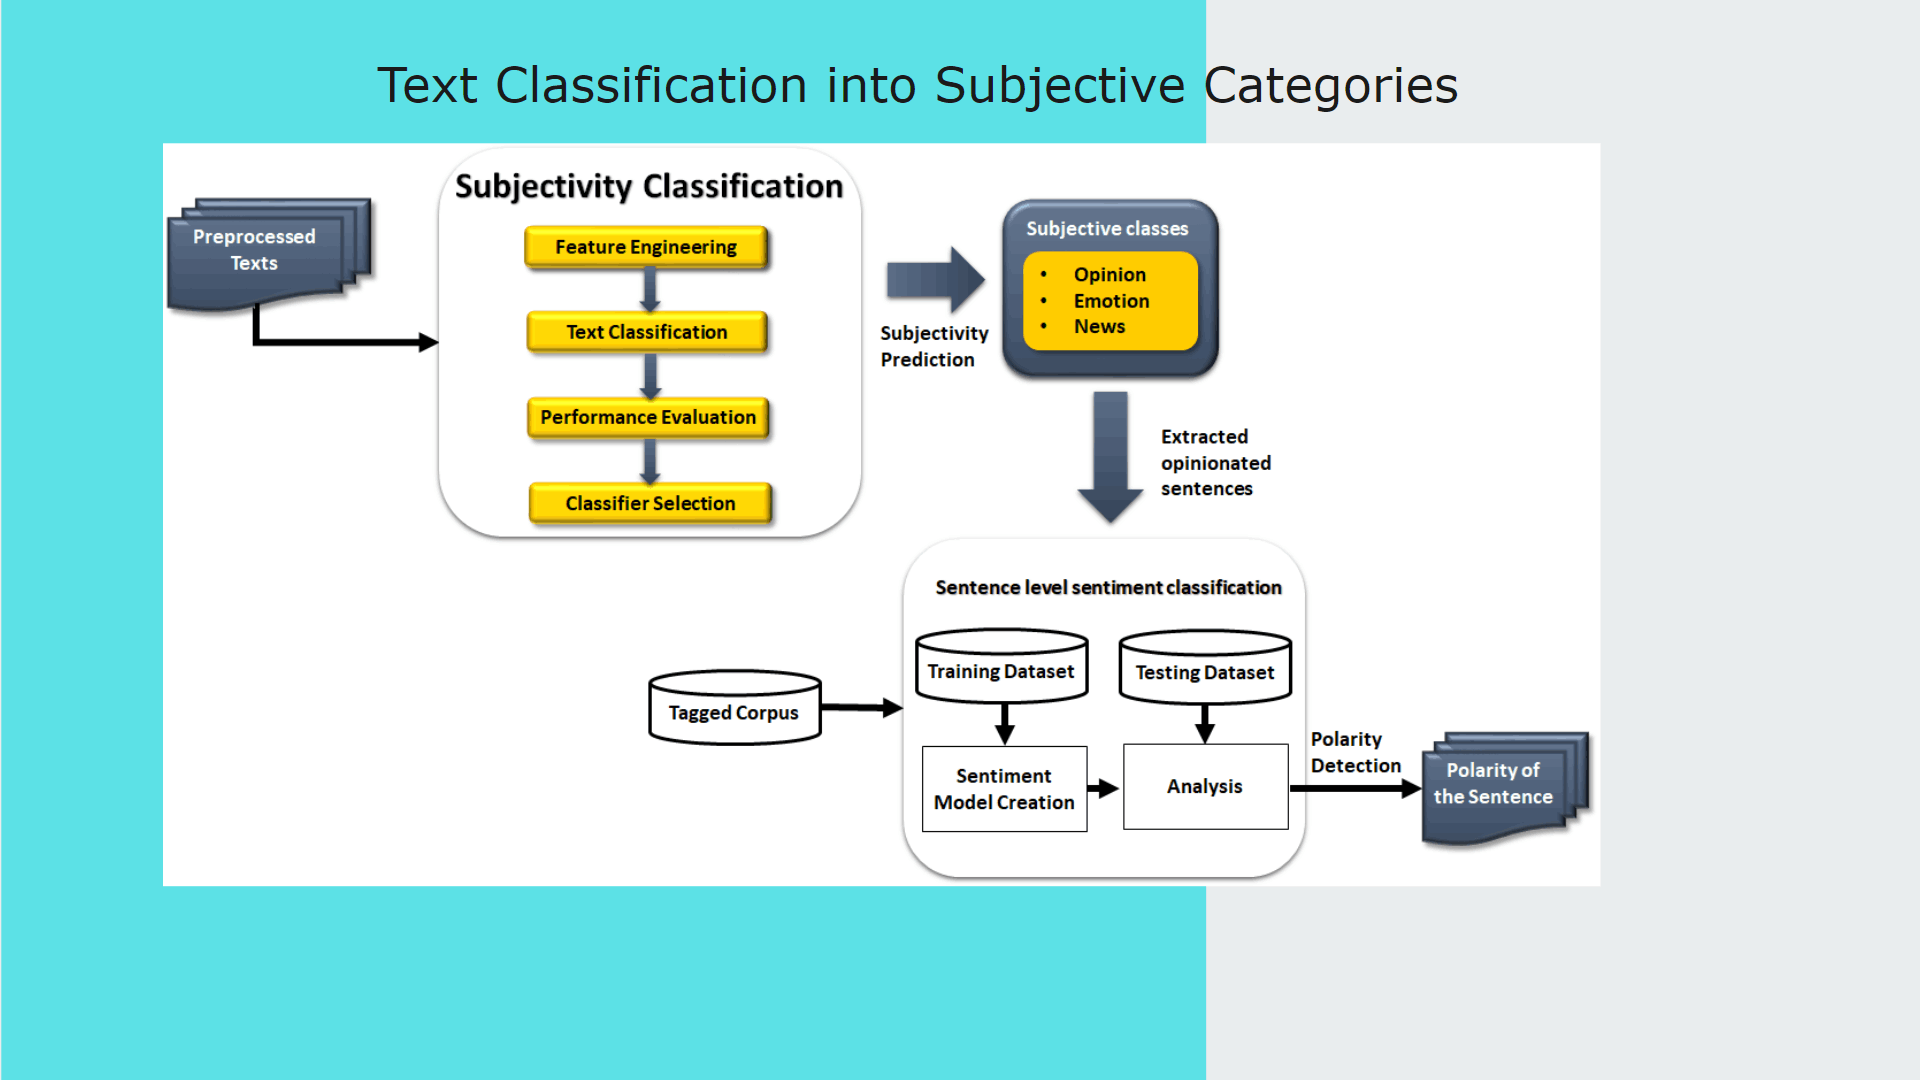 Text Classification into Subjective Categories
Subjectivity Classification
Preprocessed
Texts
Feature Engineering
Text Classification
Performance Evaluation
Classifier Selection
Subjectivity
Prediction
Subjective classes
• Opinion
• Emotion
• News
Extracted
opinionated
sentences
Sentence level sentiment classification
Tagged Corpus
Training Dataset
Testing Dataset
Sentiment
Model Creation
Analysis
Polarity
Detection
Polarity of
the Sentence